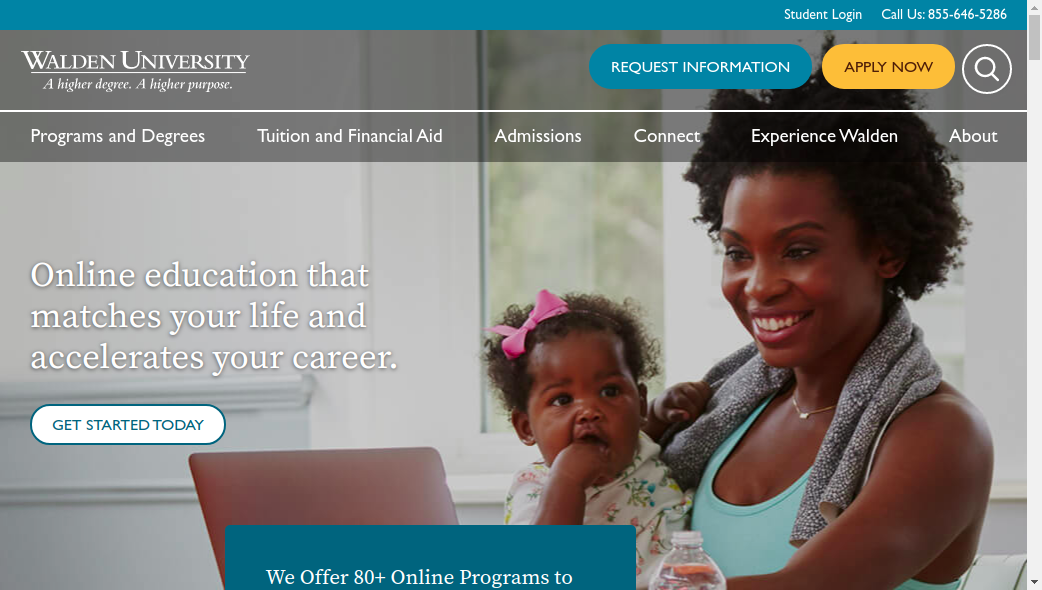 Student Login Call Us: 855-646-5286
WALDEN UNIVERSITY
A higher degree. A higher purpose.
REQUEST INFORMATION
APPLY NOW
Programs and Degrees Tuition and Financial Aid Admissions Connect Experience Walden About
Online education that
matches your life and
accelerates your career.
GET STARTED TODAY
We Offer 80+ Online Programs to